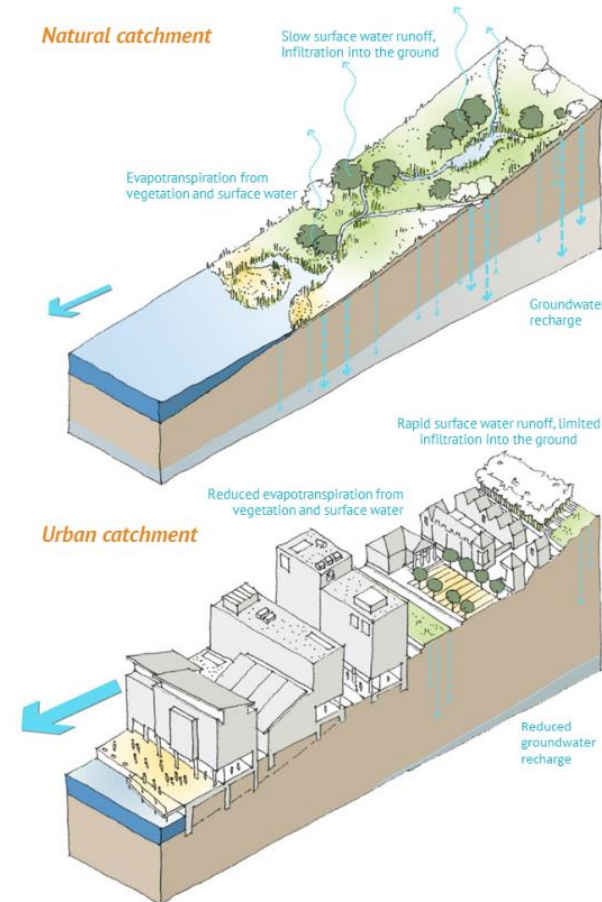 Natural catchment
Slow surface water runoff,
Infiltration into the ground
Evapotranspiration from
vegetation and surface water
Groundwate
recharge
Rapid surface water runoff, limited
infiltration into the ground
Reduced evapotranspiration from
vegetation and surface water
Urban catchment
Reduced
groundwater
recharge